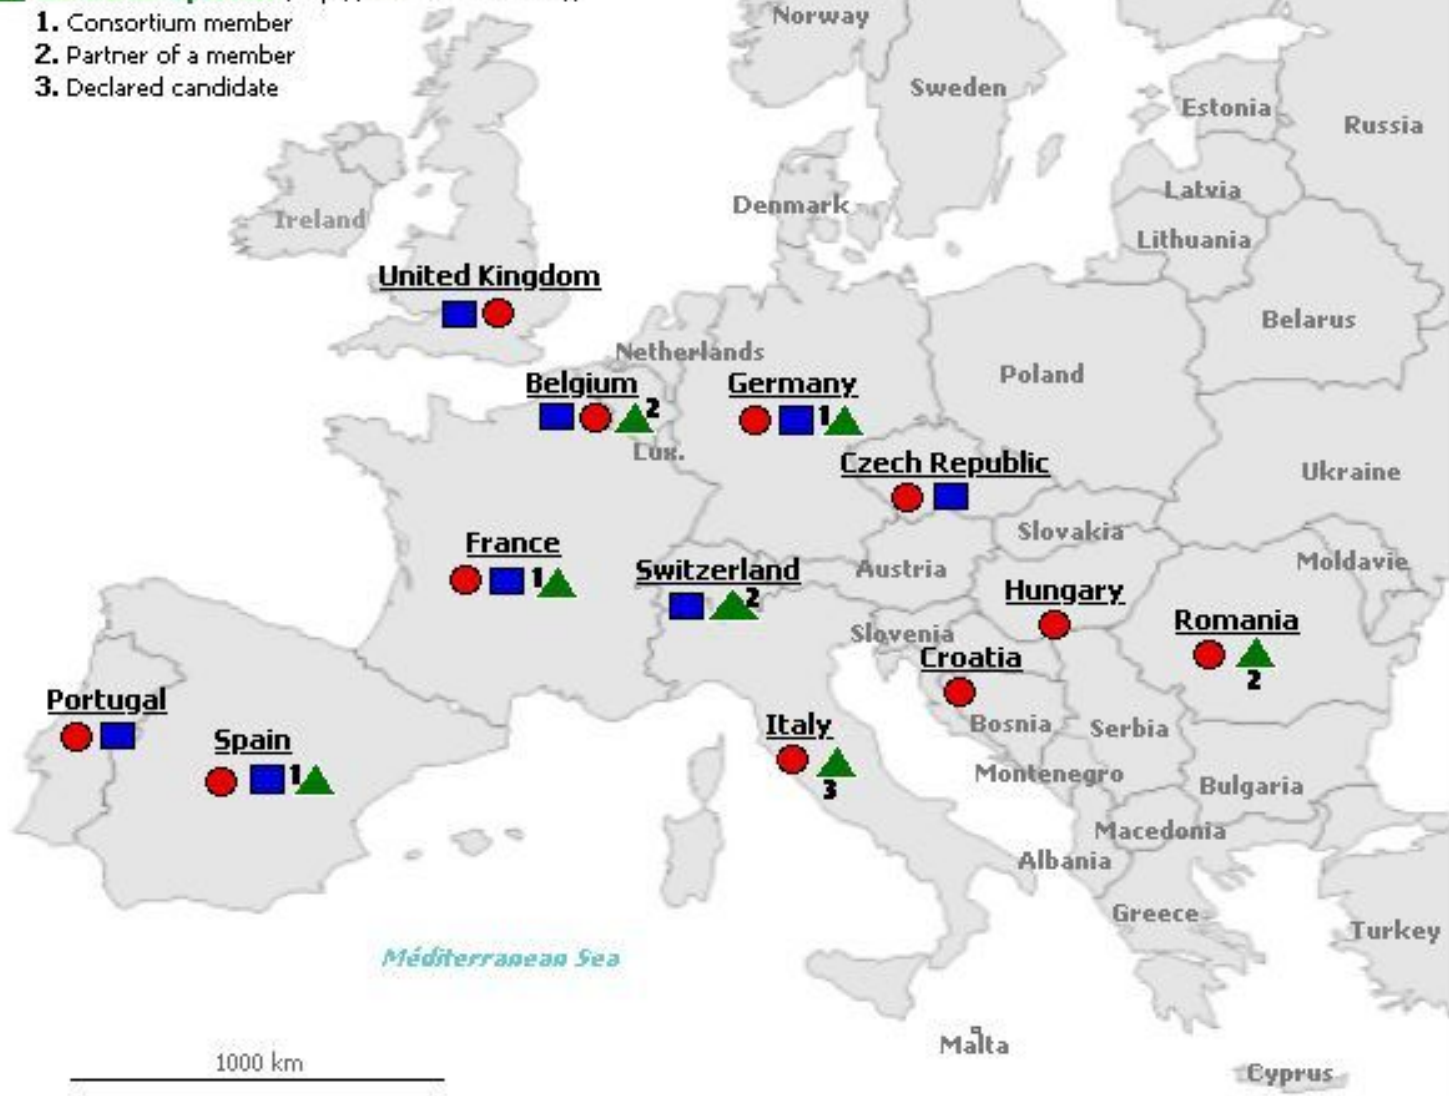 1. Consortium member
2. Partner of a member
3. Declared candidate
Norway
Sweden
Estonia
Russia
Latvia
Denmark
Ireland
Lithuania
United Kingdom
Belarus
Netherlands
Poland
Belgium
Germany
2
1
Lux.
Czech Republic
Ukraine
Slovakia
France
Moldavie
Switzerland
Austria
1
2
Hungary
Romania
Slovenia
Croatia
2
Portugal
Bosnia
Serbia
Italy
Spain
1
Montenegro
3
Bulgaria
Macedonia
Albania
Greece
Turkey
Méditerranean Sea
Malta
1000 km
Cyprus